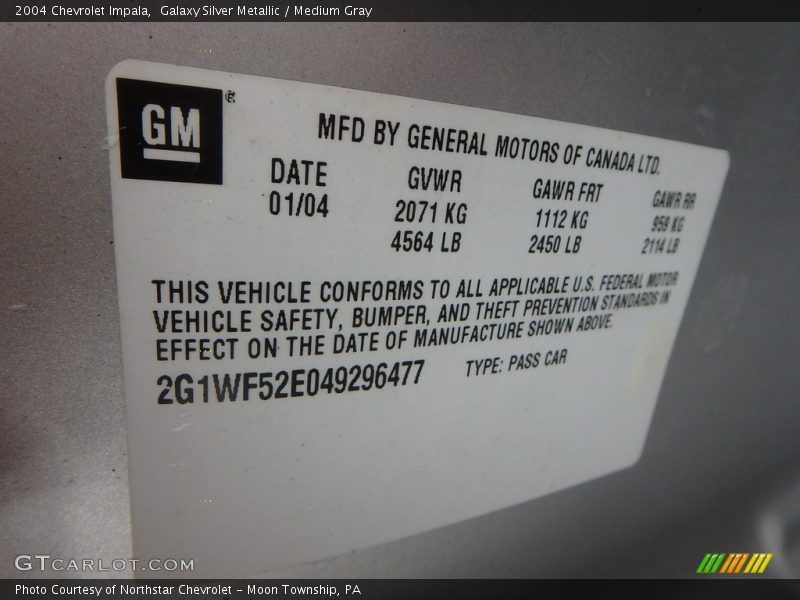 2004 Chevrolet Impala, Galaxy Silver Metallic / Medium Gray
GM ®
MFD BY GENERAL MOTORS OF CANADA LTD.
DATE GVWR GAWR FRT GAWR RR
01/04 2071 KG 1112 KG 959 KG
4564 LB 2450 LB 2114 LB
THIS VEHICLE CONFORMS TO ALL APPLICABLE U.S. FEDERAL MOTOR
VEHICLE SAFETY, BUMPER, AND THEFT PREVENTION STANDARDS IN
EFFECT ON THE DATE OF MANUFACTURE SHOWN ABOVE.
2G1WF52E049296477 TYPE: PASS CAR
GTCARLOT.COM
Photo Courtesy of Northstar Chevrolet - Moon Township, PA